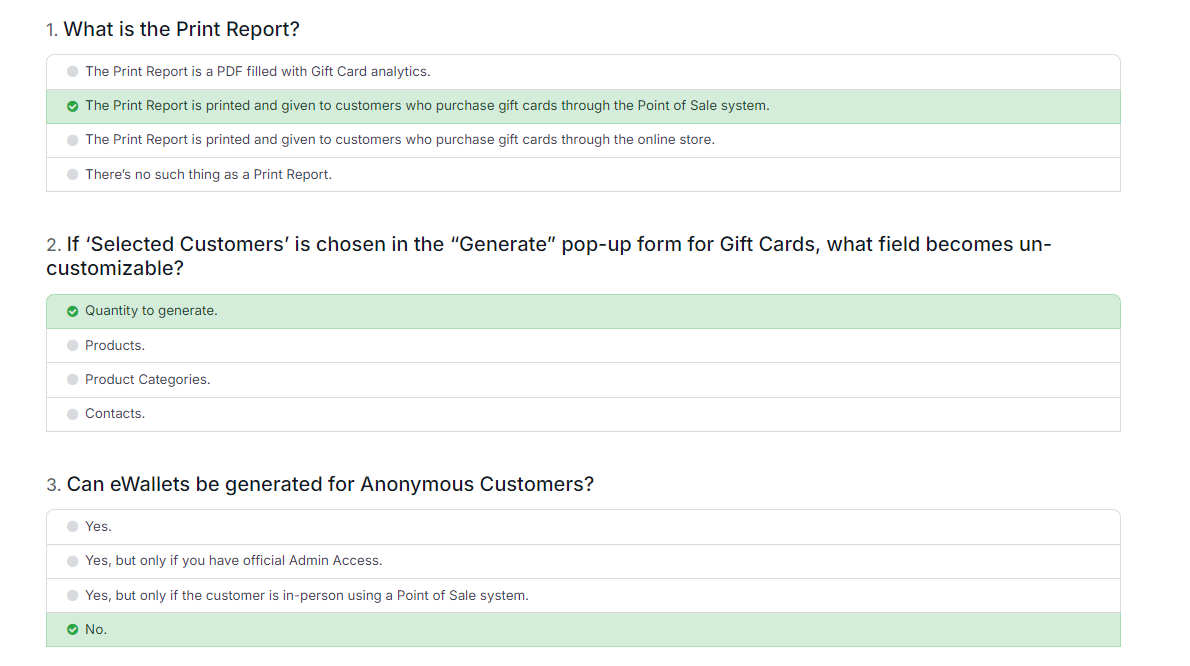 1. What is the Print Report?
The Print Report is a PDF filled with Gift Card analytics.
The Print Report is printed and given to customers who purchase gift cards through the Point of Sale system.
The Print Report is printed and given to customers who purchase gift cards through the online store.
There’s no such thing as a Print Report.
2. If ‘Selected Customers’ is chosen in the “Generate” pop-up form for Gift Cards, what field becomes un-
customizable?
Quantity to generate.
Products.
Product Categories.
Contacts.
3. Can eWallets be generated for Anonymous Customers?
Yes.
Yes, but only if you have official Admin Access.
Yes, but only if the customer is in-person using a Point of Sale system.
No.